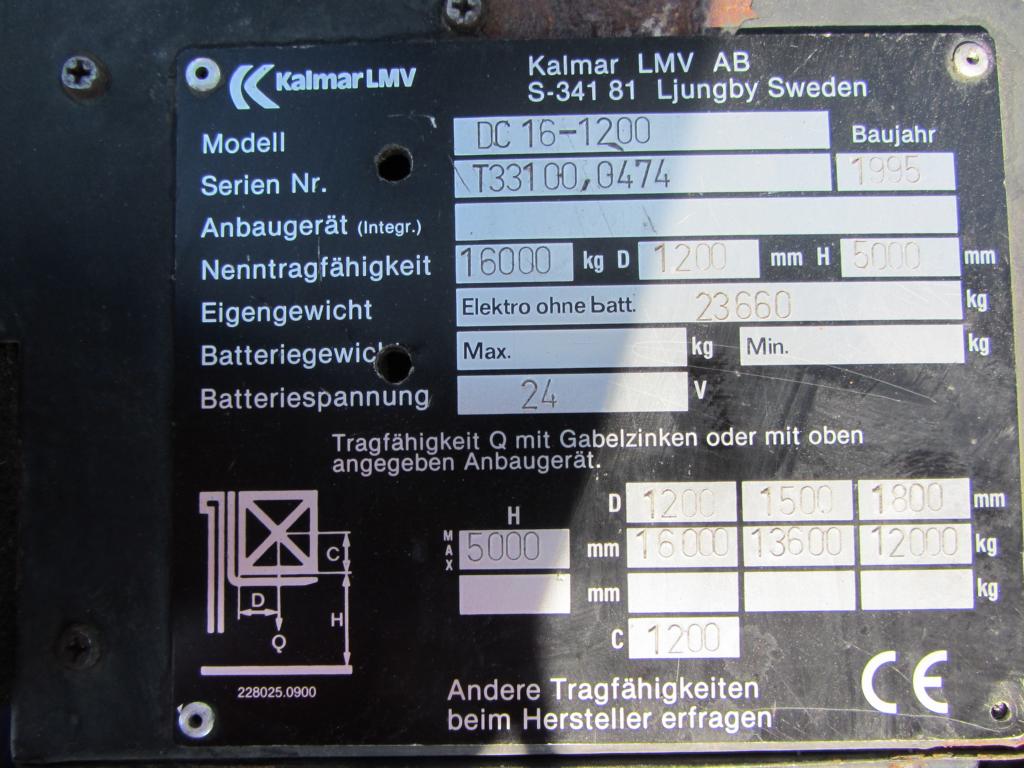 Kalmar LMV
Kalmar LMV AB
S-341 81 Ljungby Sweden
Modell DC 16-1200 Baujahr
Serien Nr. T33100,0474 1995
Anbaugerät (Integr.)
Nenntragfähigkeit 16000 kg D 1200 mm H 5000 mm
Eigengewicht Elektro ohne Batt. 23660 kg
Max. kg Min. kg
Batteriespannung 24 V
Tragfähigkeit Q mit Gabelzinken oder mit oben
angegeben Anbaugerät.
H D 1200 1500 1800 mm
MAX 5000 mm 16000 13600 12000 kg
mm kg
C 1200
C
D
H
Q
228025.0900
Andere Tragfähigkeiten
beim Hersteller erfragen
CE